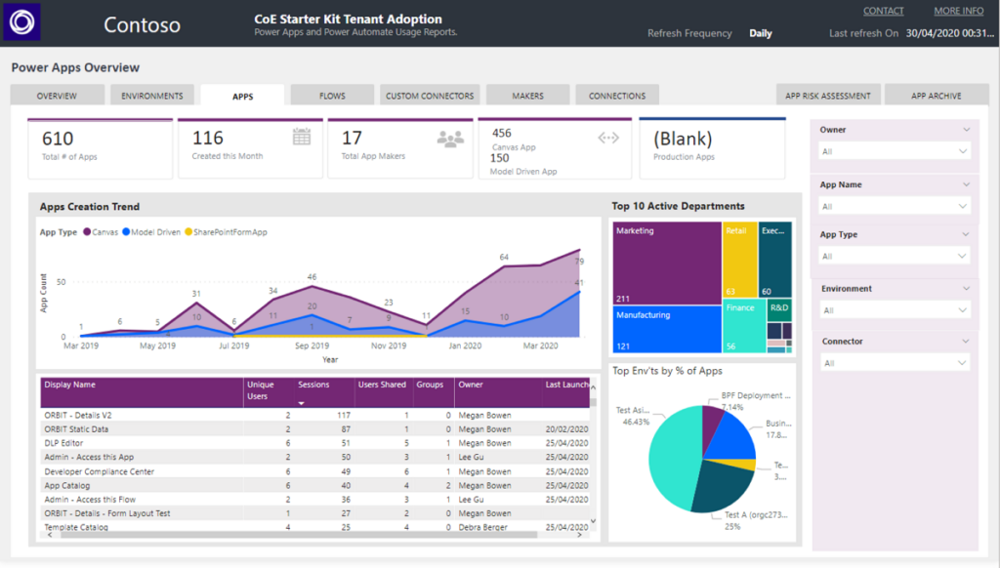 Contoso
CoE Starter Kit Tenant Adoption
Power Apps and Power Automate Usage Reports.
CONTACT MORE INFO
Refresh Frequency Daily Last refresh On 30/04/2020 00:31...
Power Apps Overview
OVERVIEW ENVIRONMENTS APPS FLOWS CUSTOM CONNECTORS MAKERS CONNECTIONS APP RISK ASSESSMENT APP ARCHIVE
610
Total # of Apps
116
Created this Month
17
Total App Makers
456
Canvas App
150
Model Driven App
(Blank)
Production Apps
Owner
All
App Name
All
App Type
All
Environment
All
Connector
All
Apps Creation Trend
App Type Canvas Model Driven SharePointFormApp
App Count
50
0
1 6 5 31 6 34 46 23 11 64 79
4 10 11 20 7 9 15 10 41
1
Mar 2019 May 2019 Jul 2019 Sep 2019 Nov 2019 Jan 2020 Mar 2020
Year
Top 10 Active Departments
Marketing
211
Manufacturing
121
Retail
63
Exec...
60
Finance
56
R&D
Display Name Unique Users Sessions Users Shared Groups Owner Last Launch
ORBIT - Details V2 2 117 1 0 Megan Bowen
ORBIT Static Data 2 87 1 0 Megan Bowen 20/02/2020
DLP Editor 6 51 5 1 Megan Bowen 25/04/2020
Admin - Access this App 2 50 3 1 Lee Gu 25/04/2020
Developer Compliance Center 6 49 6 1 Megan Bowen 25/04/2020
App Catalog 6 40 4 2 Megan Bowen 25/04/2020
Admin - Access this Flow 2 36 3 1 Lee Gu 25/04/2020
ORBIT - Details - Form Layout Test 1 27 2 0 Megan Bowen
Template Catalog 4 25 4 0 Debra Berger 25/04/2020
Top Env'ts by % of Apps
Test Asi...
46.43%
BPF Deployment ...
7.14%
Busin...
17.8...
Te...
3....
Test A (orgc273...
25%